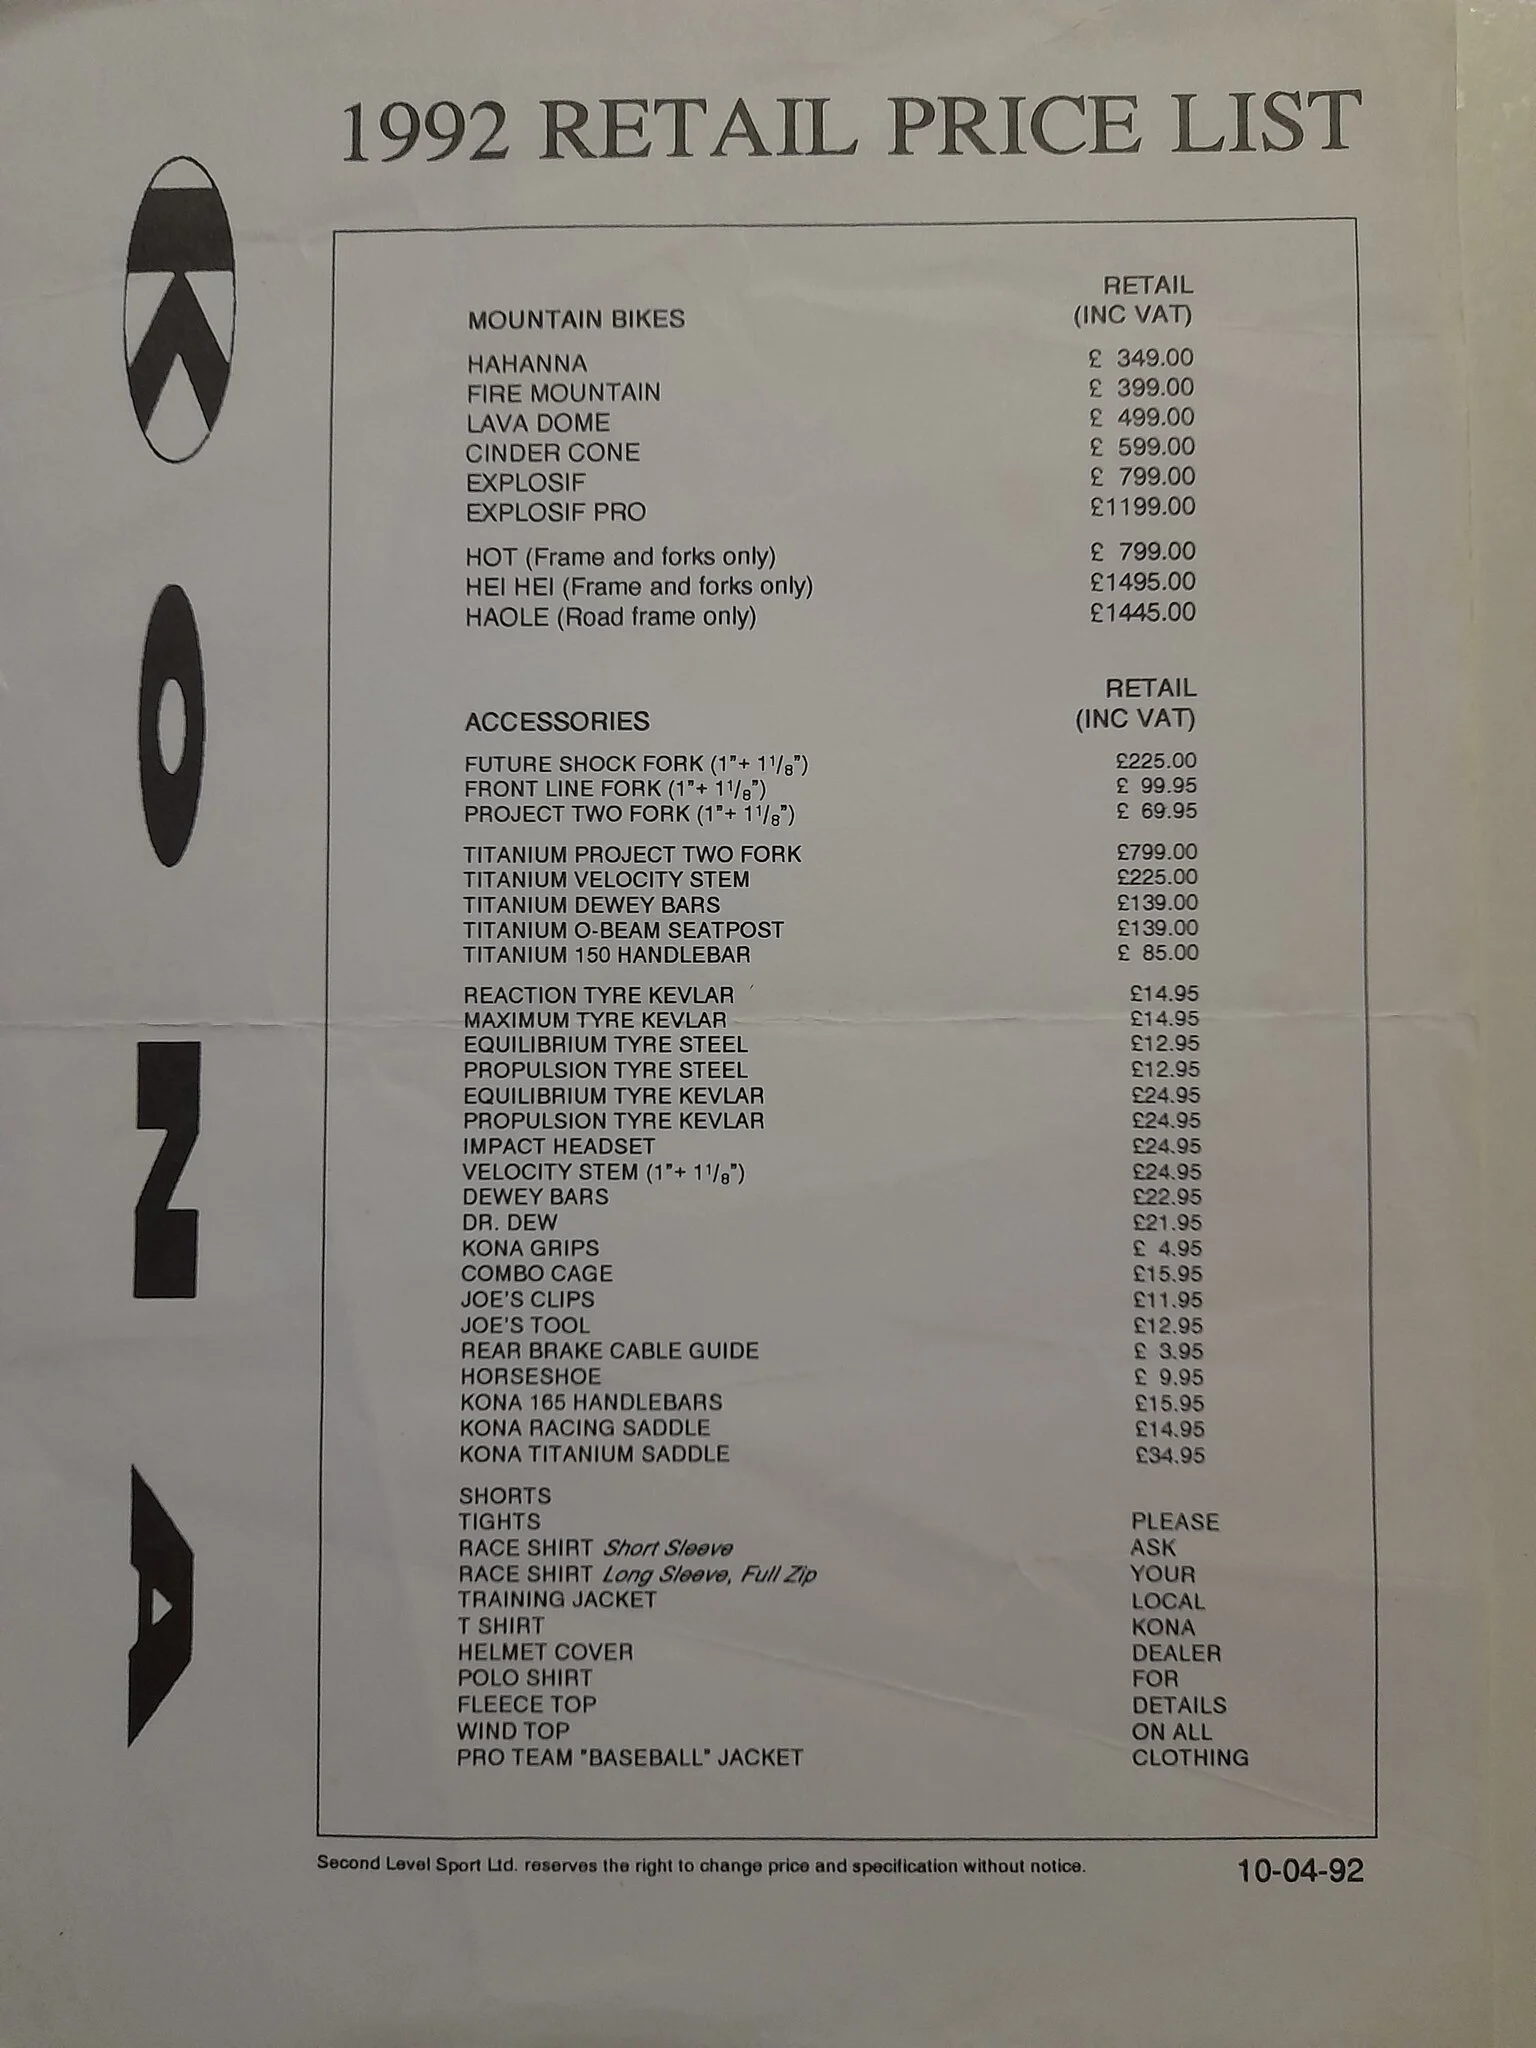 1992 RETAIL PRICE LIST
KONA
RETAIL
MOUNTAIN BIKES (INC VAT)
HAHANNA £ 349.00
FIRE MOUNTAIN £ 399.00
LAVA DOME £ 499.00
CINDER CONE £ 599.00
EXPLOSIF £ 799.00
EXPLOSIF PRO £1199.00
HOT (Frame and forks only) £ 799.00
HEI HEI (Frame and forks only) £1495.00
HAOLE (Road frame only) £1445.00
RETAIL
ACCESSORIES (INC VAT)
FUTURE SHOCK FORK (1"+ 1¹/₈") £225.00
FRONT LINE FORK (1"+ 1¹/₈") £ 99.95
PROJECT TWO FORK (1"+ 1¹/₈") £ 69.95
TITANIUM PROJECT TWO FORK £799.00
TITANIUM VELOCITY STEM £225.00
TITANIUM DEWEY BARS £139.00
TITANIUM O-BEAM SEATPOST £139.00
TITANIUM 150 HANDLEBAR £ 85.00
REACTION TYRE KEVLAR £14.95
MAXIMUM TYRE KEVLAR £14.95
EQUILIBRIUM TYRE STEEL £12.95
PROPULSION TYRE STEEL £12.95
EQUILIBRIUM TYRE KEVLAR £24.95
PROPULSION TYRE KEVLAR £24.95
IMPACT HEADSET £24.95
VELOCITY STEM (1"+ 1¹/₈") £24.95
DEWEY BARS £22.95
DR. DEW £21.95
KONA GRIPS £ 4.95
COMBO CAGE £15.95
JOE'S CLIPS £11.95
JOE'S TOOL £12.95
REAR BRAKE CABLE GUIDE £ 3.95
HORSESHOE £ 9.95
KONA 165 HANDLEBARS £15.95
KONA RACING SADDLE £14.95
KONA TITANIUM SADDLE £34.95
SHORTS
TIGHTS PLEASE
RACE SHIRT Short Sleeve ASK
RACE SHIRT Long Sleeve, Full Zip YOUR
TRAINING JACKET LOCAL
T SHIRT KONA
HELMET COVER DEALER
POLO SHIRT FOR
FLEECE TOP DETAILS
WIND TOP ON ALL
PRO TEAM "BASEBALL" JACKET CLOTHING
Second Level Sport Ltd. reserves the right to change price and specification without notice. 10-04-92